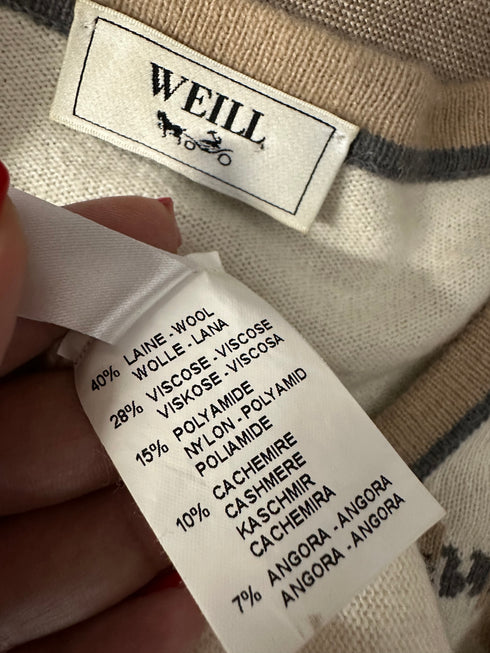 WEILL
40% LAINE - WOOL
WOLLE - LANA
28% VISCOSE - VISCOSE
VISKOSE - VISCOSA
15% POLYAMIDE
NYLON - POLYAMID
POLIAMIDE
10% CACHEMIRE
CASHMERE
KASCHMIR
CACHEMIRA
7% ANGORA - ANGORA
ANGORA - ANGORA